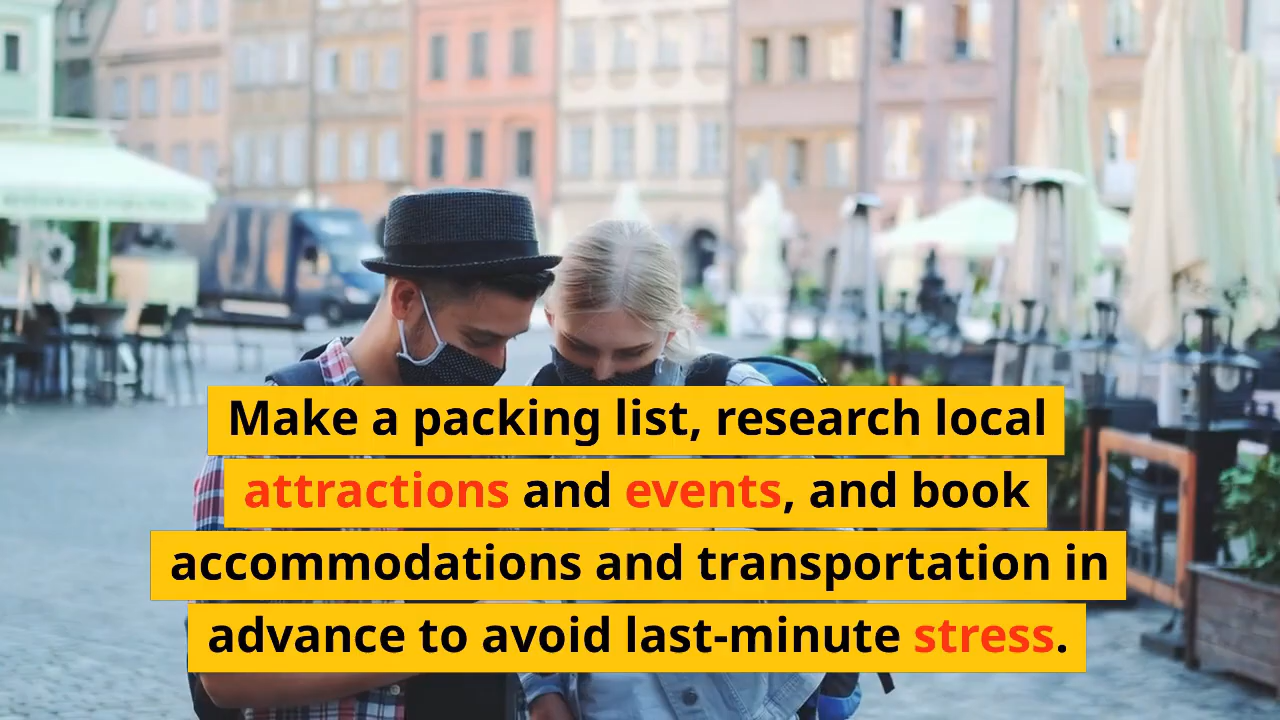 Make a packing list, research local
attractions and events, and book
accommodations and transportation in
advance to avoid last-minute stress.